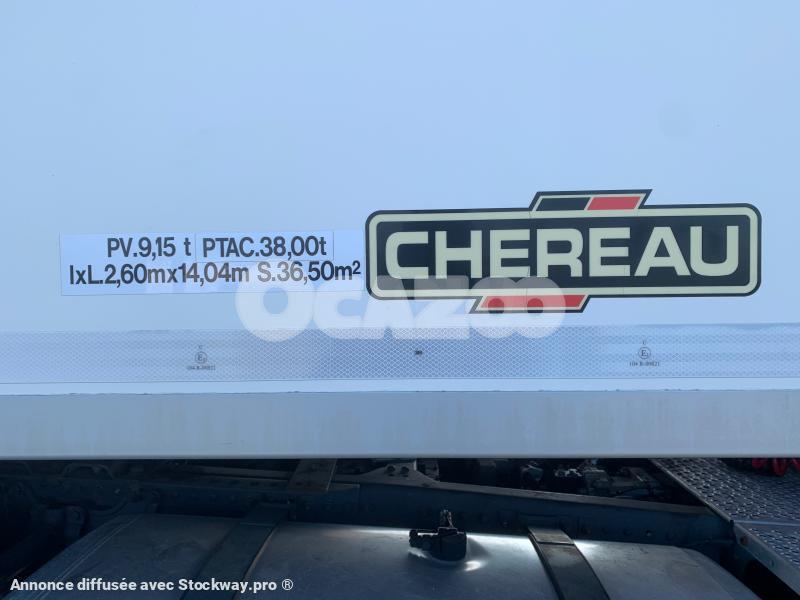 PV.9,15 t PTAC.38,00t
lxL.2,60mx14,04m S.36,50m²
CHEREAU
OCAZOO
Annonce diffusée avec Stockway.pro ®